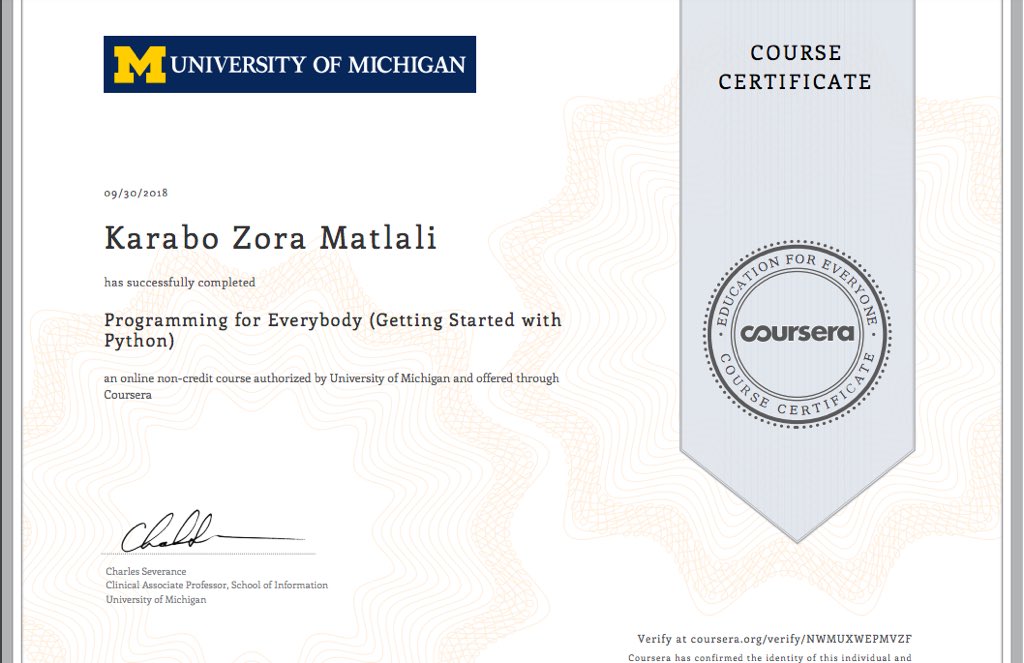 M UNIVERSITY OF MICHIGAN
COURSE
CERTIFICATE
09/30/2018
Karabo Zora Matlali
has successfully completed
Programming for Everybody (Getting Started with
Python)
an online non-credit course authorized by University of Michigan and offered through
Coursera
EDUCATION FOR EVERYONE
coursera
COURSE CERTIFICATE
Charles Severance
Clinical Associate Professor, School of Information
University of Michigan
Verify at coursera.org/verify/NWMUXWEPMVZF
Coursera has confirmed the identity of this individual and